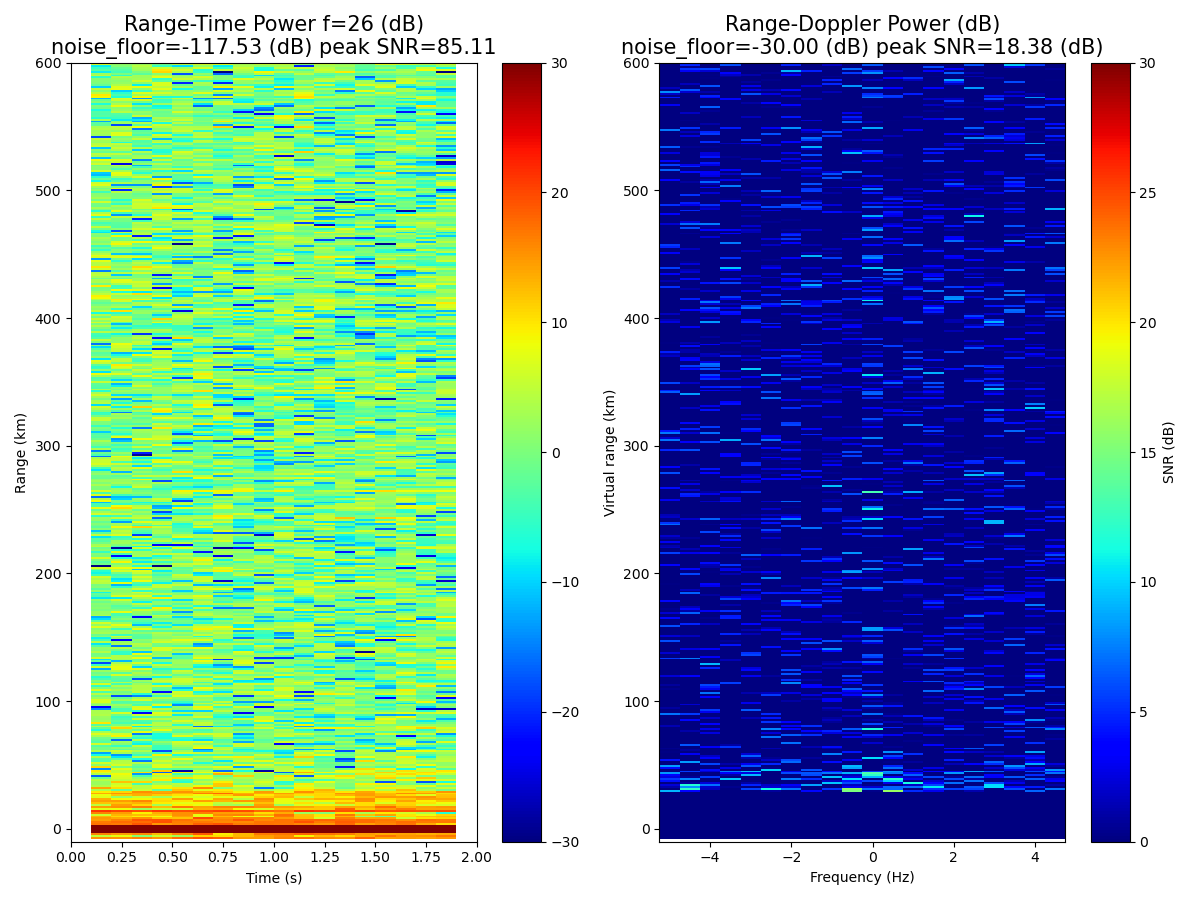 Range-Time Power f=26 (dB)
noise_floor=-117.53 (dB) peak SNR=85.11
Range-Doppler Power (dB)
noise_floor=-30.00 (dB) peak SNR=18.38 (dB)
Range (km)
600
500
400
300
200
100
0
0.00 0.25 0.50 0.75 1.00 1.25 1.50 1.75 2.00
Time (s)
30
20
10
0
−10
−20
−30
Virtual range (km)
600
500
400
300
200
100
0
−4 −2 0 2 4
Frequency (Hz)
30
25
20
15
10
5
0
SNR (dB)